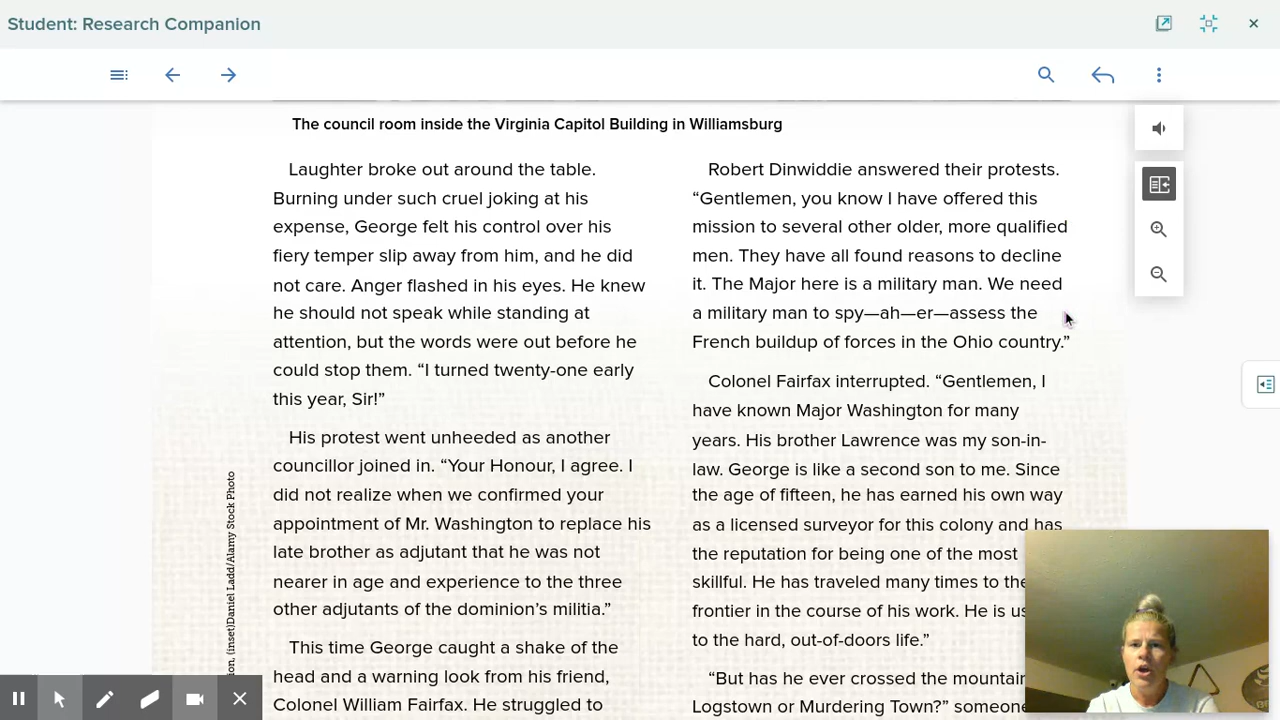 Student: Research Companion
The council room inside the Virginia Capitol Building in Williamsburg
Laughter broke out around the table.
Burning under such cruel joking at his
expense, George felt his control over his
fiery temper slip away from him, and he did
not care. Anger flashed in his eyes. He knew
he should not speak while standing at
attention, but the words were out before he
could stop them. “I turned twenty-one early
this year, Sir!”
His protest went unheeded as another
councillor joined in. “Your Honour, I agree. I
did not realize when we confirmed your
appointment of Mr. Washington to replace his
late brother as adjutant that he was not
nearer in age and experience to the three
other adjutants of the dominion’s militia.”
This time George caught a shake of the
head and a warning look from his friend,
Colonel William Fairfax. He struggled to
Robert Dinwiddie answered their protests.
“Gentlemen, you know I have offered this
mission to several other older, more qualified
men. They have all found reasons to decline
it. The Major here is a military man. We need
a military man to spy—ah—er—assess the
French buildup of forces in the Ohio country.”
Colonel Fairfax interrupted. “Gentlemen, I
have known Major Washington for many
years. His brother Lawrence was my son-in-
law. George is like a second son to me. Since
the age of fifteen, he has earned his own way
as a licensed surveyor for this colony and has
the reputation for being one of the most
skillful. He has traveled many times to the
frontier in the course of his work. He is us
to the hard, out-of-doors life.”
“But has he ever crossed the mountain
Logstown or Murdering Town?” someone
(inset)Daniel Ladd/Alamy Stock Photo